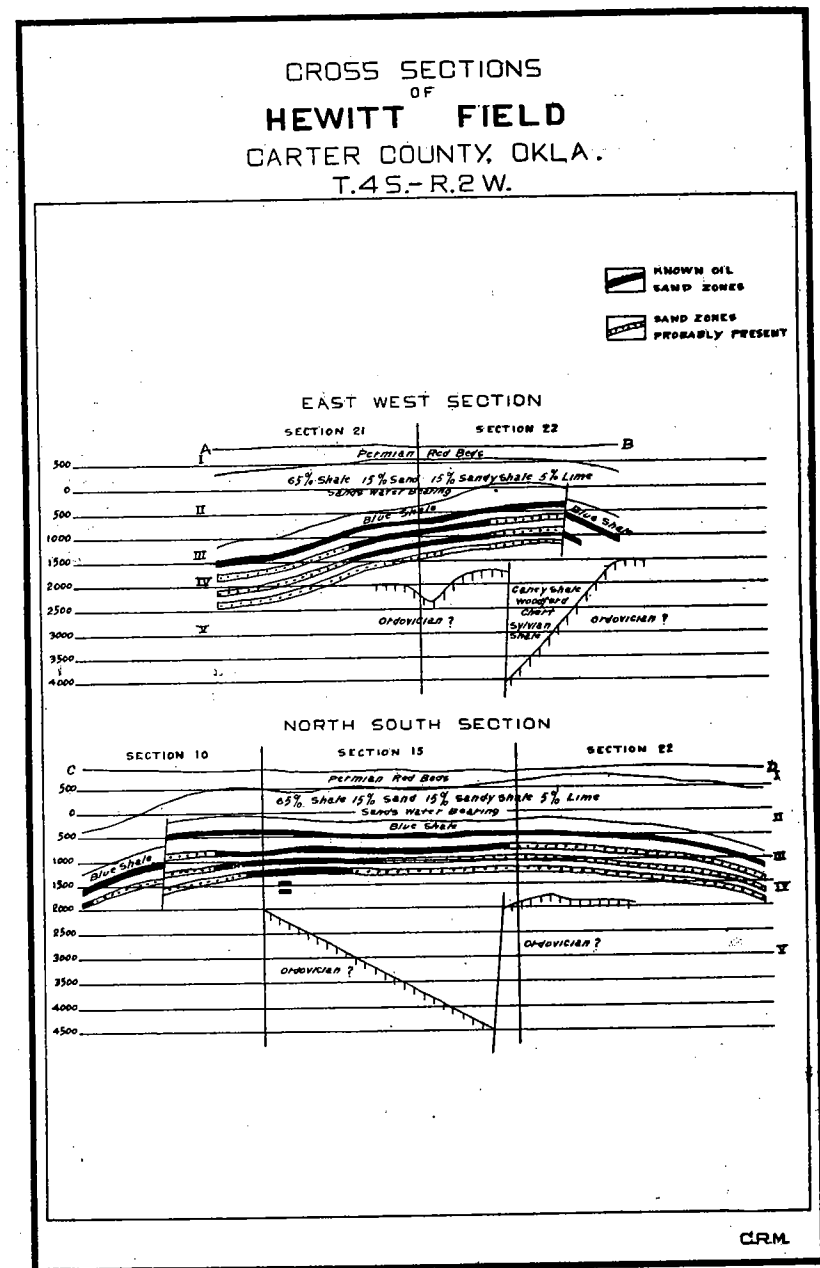 CROSS SECTIONS
OF
HEWITT FIELD
CARTER COUNTY, OKLA.
T.4 S.-R.2 W.
KNOWN OIL
SAND ZONES
SAND ZONES
PROBABLY PRESENT
EAST WEST SECTION
SECTION 21 SECTION 22
A B
I Permian Red Beds
500
65% Shale 15% Sand 15% Sandy Shale 5% Lime
0 Sands Water Bearing
II
500 Blue Shale Blue Shale
1000
III
1500
IV
2000 Caney Shale
Woodford
2500 Chert
Ordovician ? Sylvian Ordovician ?
V
3000 Shale
3500
4000
NORTH SOUTH SECTION
SECTION 10 SECTION 15 SECTION 22
C D
Permian Red Beds I
500
65% Shale 15% Sand 15% Sandy Shale 5% Lime
0 Sands Water Bearing II
500 Blue Shale
1000 Blue Shale III
1500 IV
2000
2500
3000 Ordovician ? Ordovician ? V
3500
4000
4500
C.R.M.